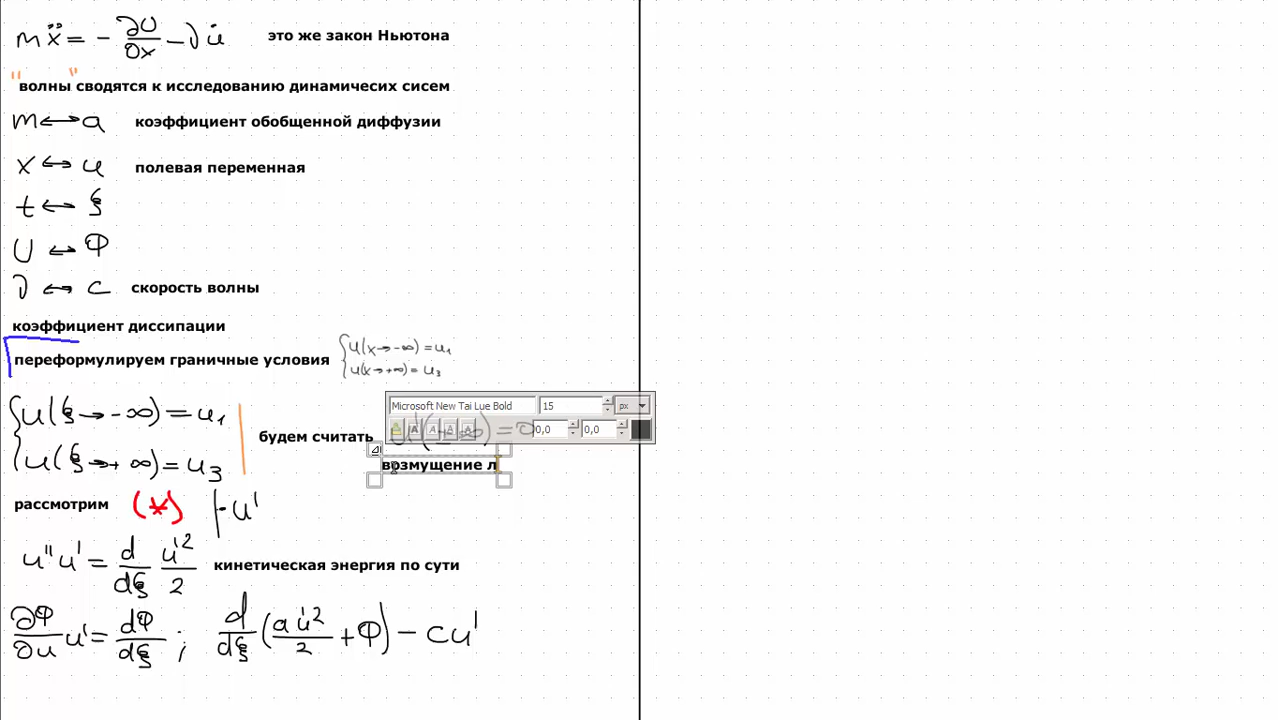 mẍ = - ∂U/∂x - ∂u̇ это же закон Ньютона
"волны" сводятся к исследованию динамичесих сисем
m ↔ a коэффициент обобщенной диффузии
x ↔ u полевая переменная
t ↔ ξ
U ↔ Φ
∂ ↔ c скорость волны
коэффициент диссипации
переформулируем граничные условия { u(x→-∞) = u₁
u(x→+∞) = u₃
{ u(ξ→-∞) = u₁
Microsoft New Tai Lue Bold 15 px
будем считать u'(±∞) = 0 0,0 0,0
u(ξ→+∞) = u₃ возмущение л
рассмотрим (*) |· u'
u'' u' = d/dξ u'²/2 кинетическая энергия по сути
∂Φ/∂u u' = dΦ/dξ ; d/dξ (a u'²/2 + Φ) - cu'